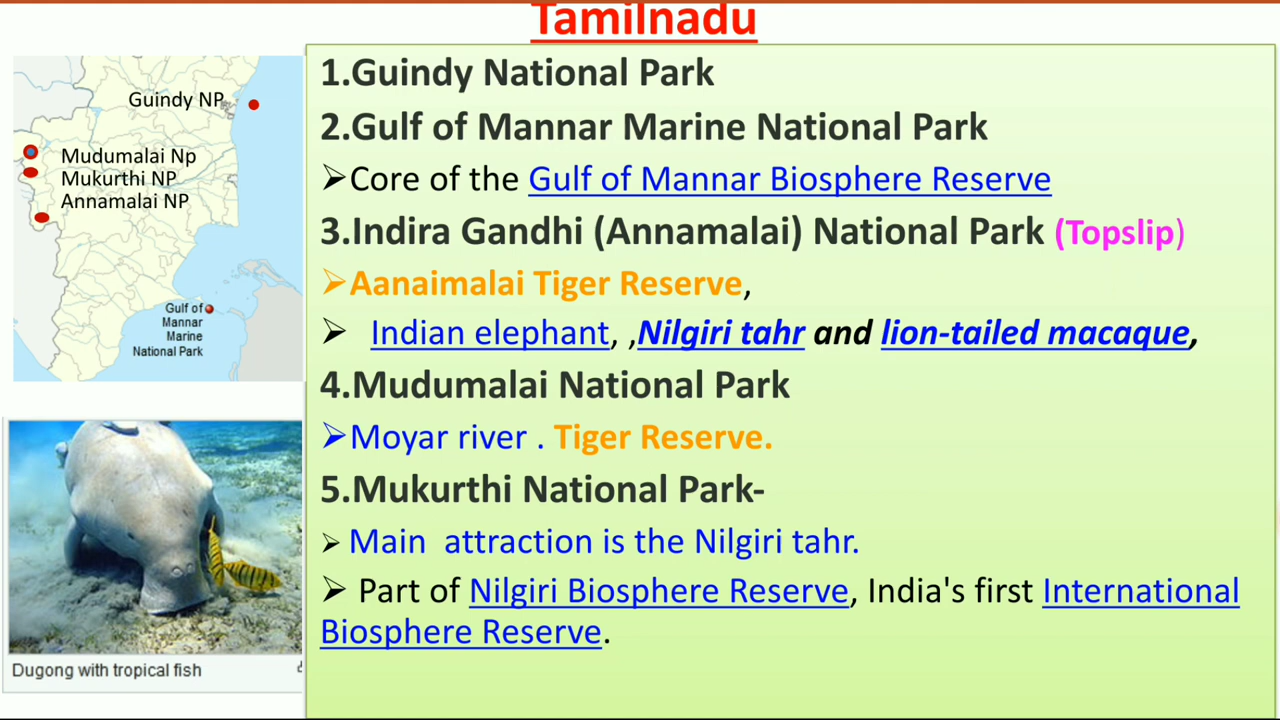 Tamilnadu
Guindy NP
Mudumalai Np
Mukurthi NP
Annamalai NP
Gulf of
Mannar
Marine
National Park
Dugong with tropical fish
1.Guindy National Park
2.Gulf of Mannar Marine National Park
➢Core of the Gulf of Mannar Biosphere Reserve
3.Indira Gandhi (Annamalai) National Park (Topslip)
➢Aanaimalai Tiger Reserve,
➢ Indian elephant, ,Nilgiri tahr and lion-tailed macaque,
4.Mudumalai National Park
➢Moyar river . Tiger Reserve.
5.Mukurthi National Park-
➢ Main attraction is the Nilgiri tahr.
➢ Part of Nilgiri Biosphere Reserve, India's first International
Biosphere Reserve.